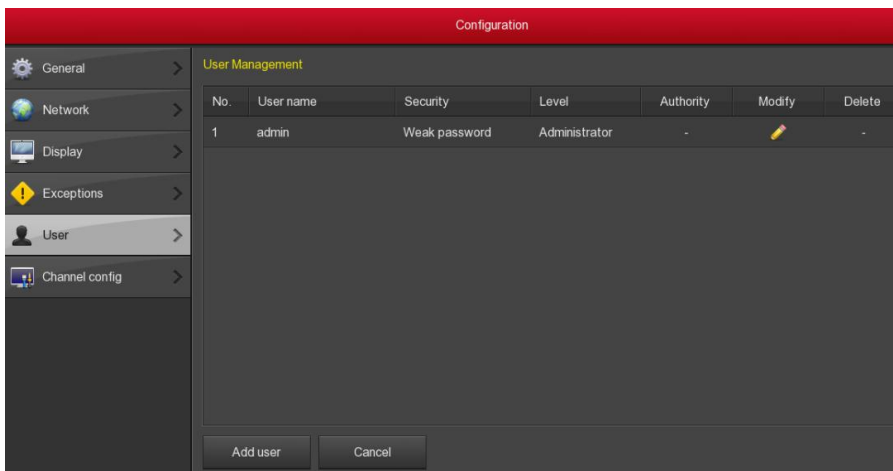 Configuration
General
Network
Display
Exceptions
User
Channel config
User Management
No. User name Security Level Authority Modify Delete
1 admin Weak password Administrator - -
Add user Cancel